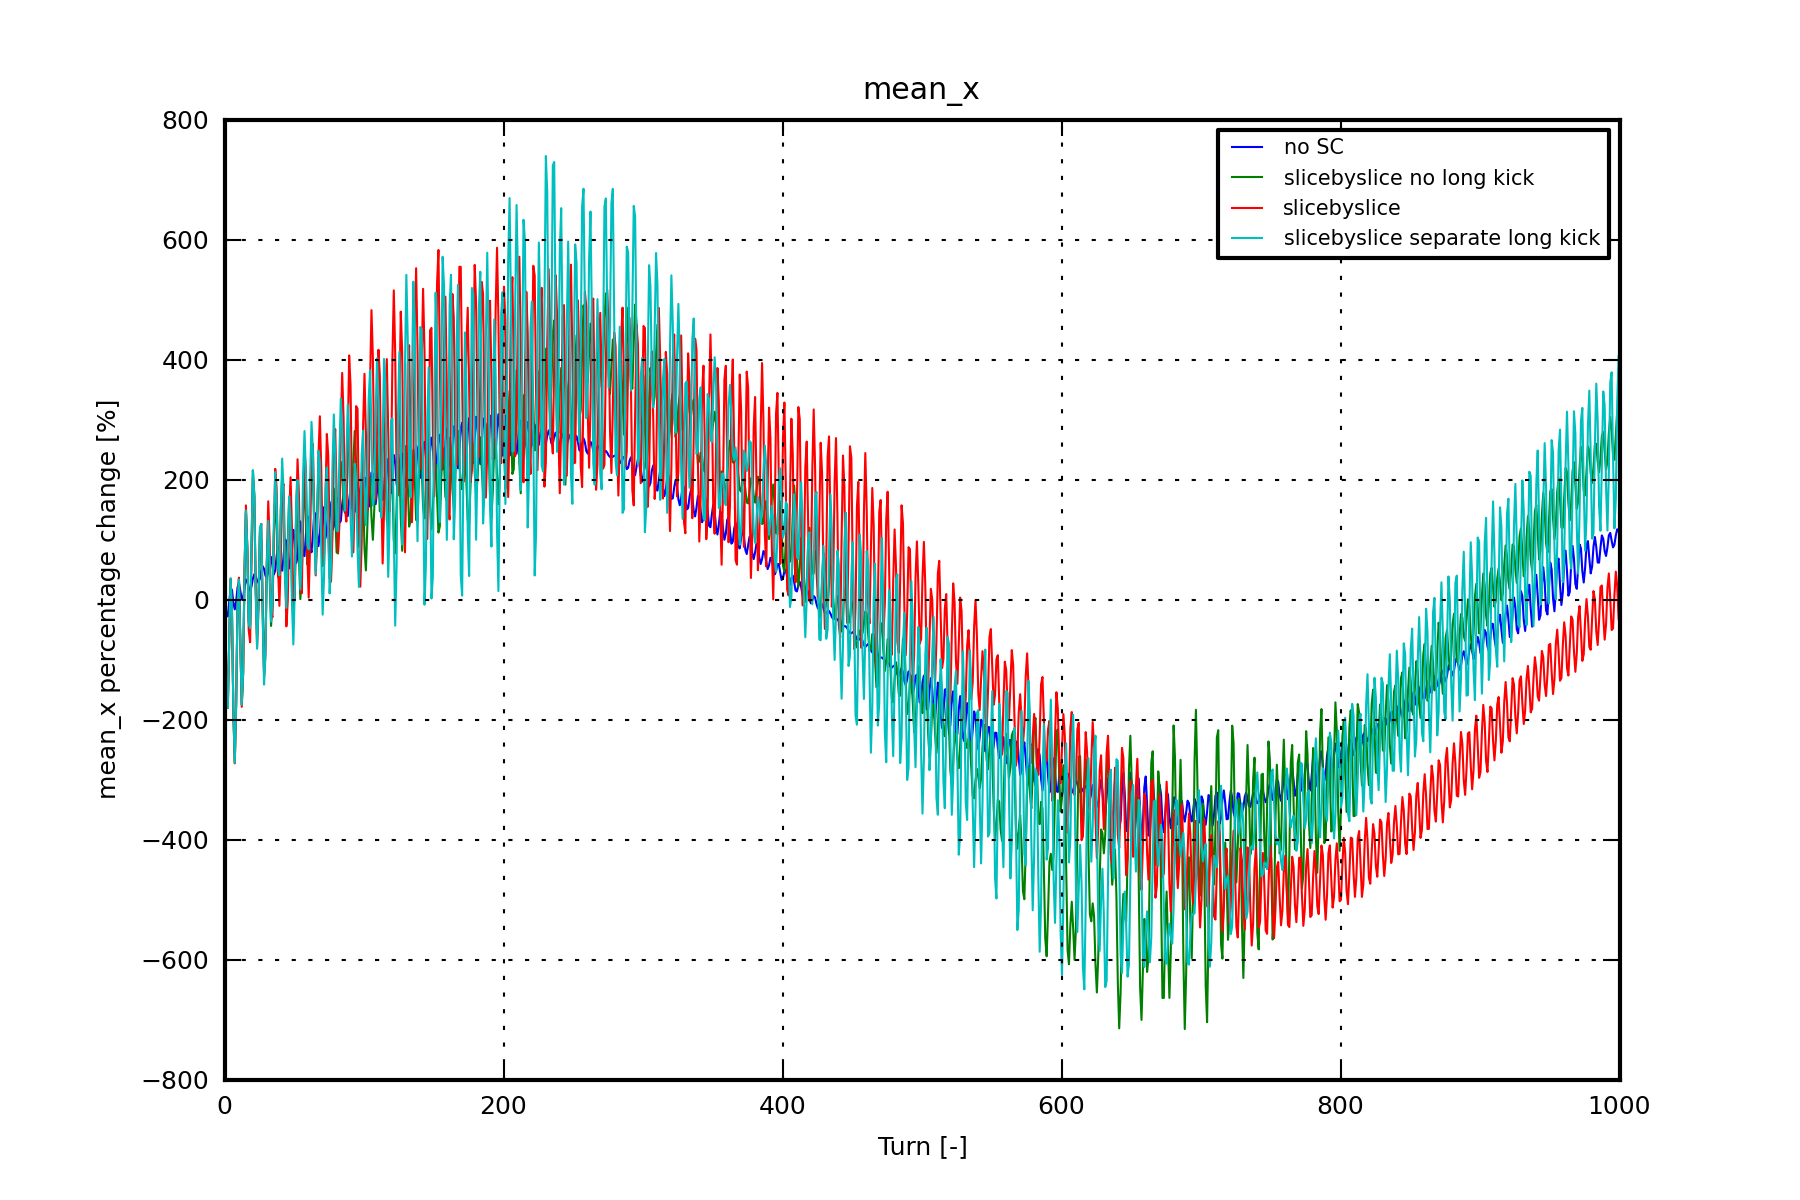 mean_x
800
600
400
200
0
−200
−400
−600
−800
mean_x percentage change [%]
no SC
slicebyslice no long kick
slicebyslice
slicebyslice separate long kick
0
200
400
600
800
1000
Turn [-]